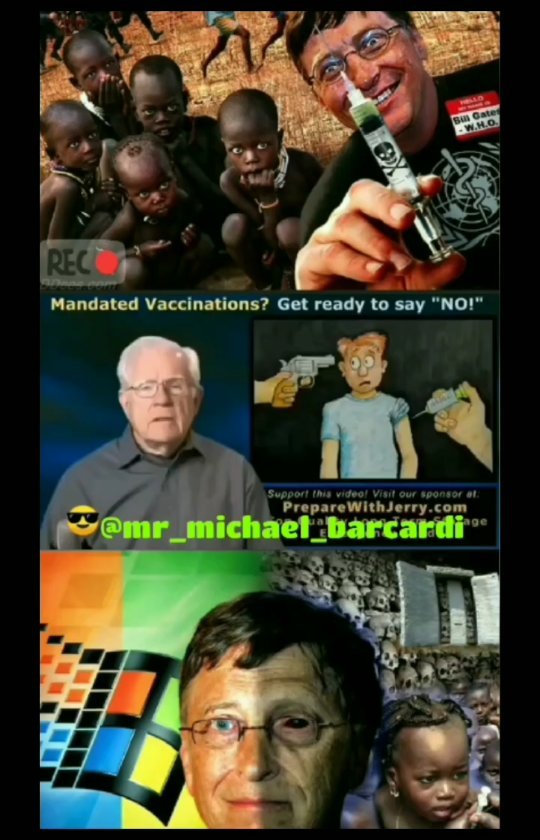 HELLO
Bill Gates
- W.H.O.
REC
Mandated Vaccinations? Get ready to say "NO!"
Support this video! Visit our sponsor at:
PrepareWithJerry.com
@mr_michael_barcardi